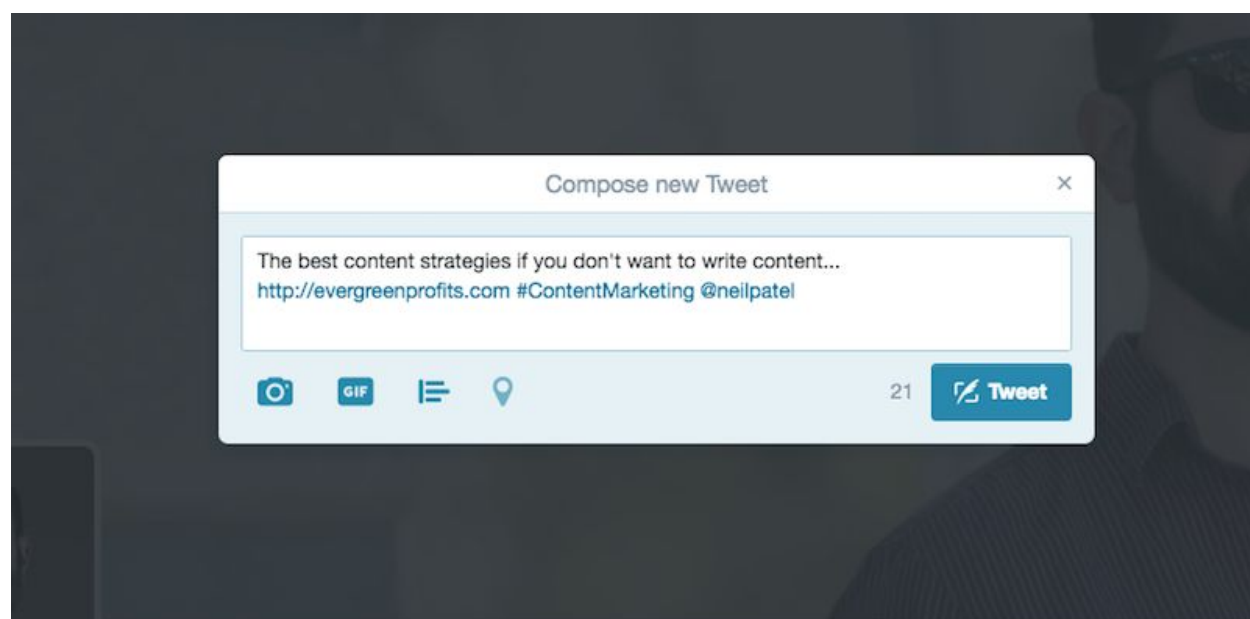 Compose new Tweet ×
The best content strategies if you don't want to write content...
http://evergreenprofits.com #ContentMarketing @neilpatel
GIF 21 Tweet